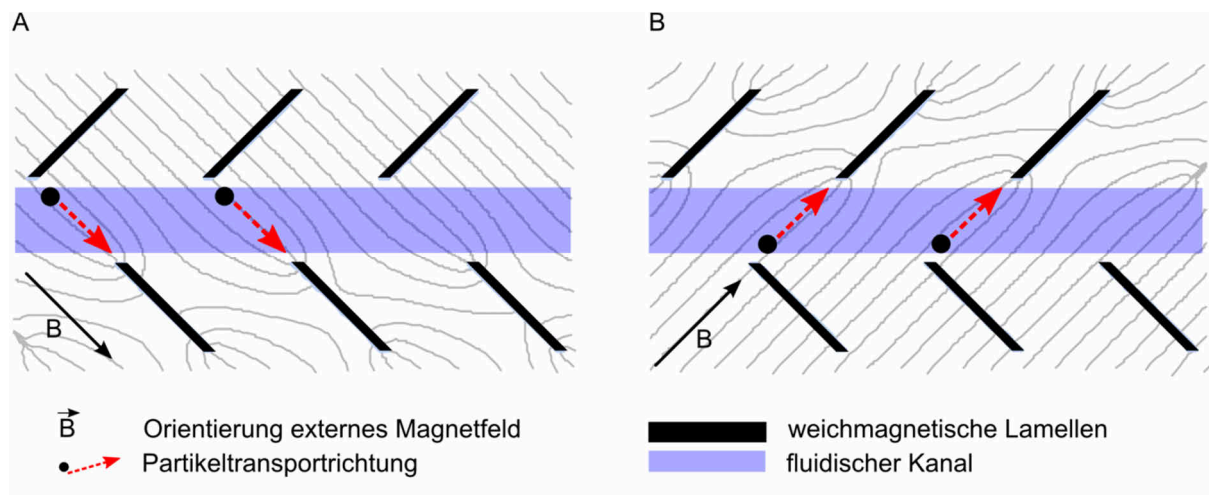 A
B
B
B
B
Orientierung externes Magnetfeld
weichmagnetische Lamellen
Partikeltransportrichtung
fluidischer Kanal